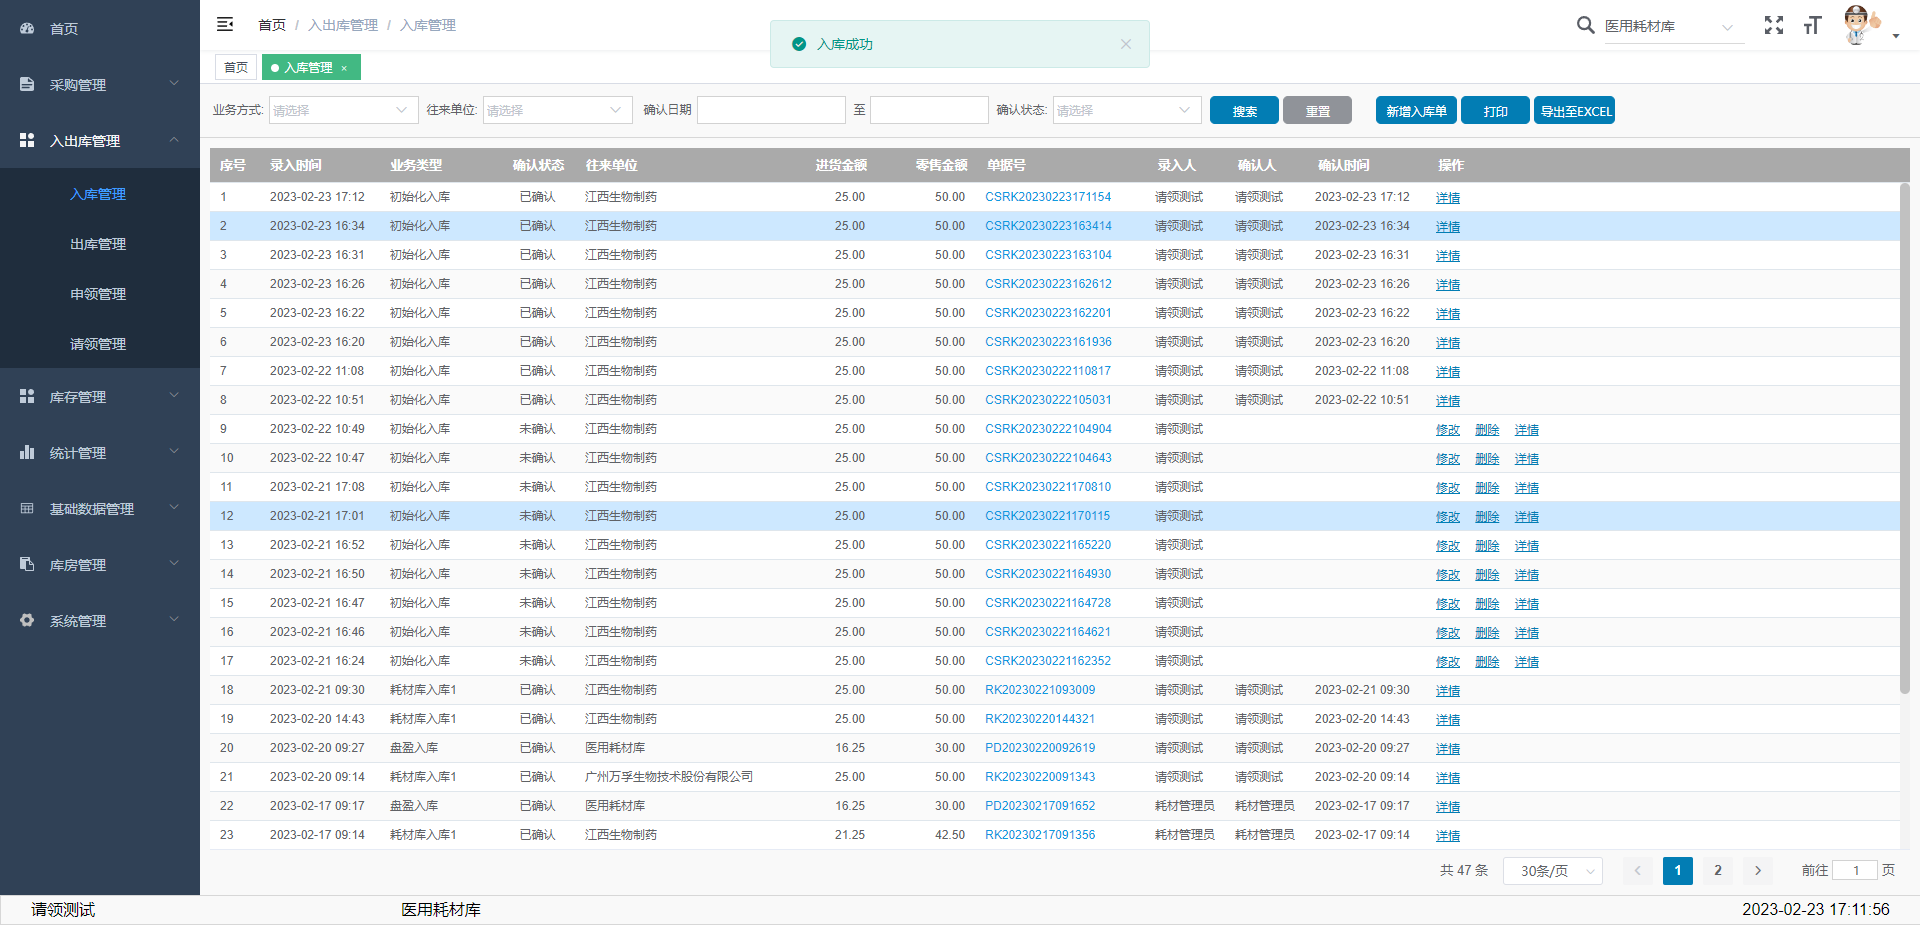 首页 / 入出库管理 / 入库管理
医用耗材库
入库成功
首页 入库管理
首页
采购管理
入出库管理
入库管理
出库管理
申领管理
请领管理
库存管理
统计管理
基础数据管理
库房管理
系统管理
业务方式: 请选择 往来单位: 请选择 确认日期 至 确认状态: 请选择 搜索 重置 新增入库单 打印 导出至EXCEL
序号 录入时间 业务类型 确认状态 往来单位 进货金额 零售金额 单据号 录入人 确认人 确认时间 操作
1 2023-02-23 17:12 初始化入库 已确认 江西生物制药 25.00 50.00 CSRK20230223171154 请领测试 请领测试 2023-02-23 17:12 详情
2 2023-02-23 16:34 初始化入库 已确认 江西生物制药 25.00 50.00 CSRK20230223163414 请领测试 请领测试 2023-02-23 16:34 详情
3 2023-02-23 16:31 初始化入库 已确认 江西生物制药 25.00 50.00 CSRK20230223163104 请领测试 请领测试 2023-02-23 16:31 详情
4 2023-02-23 16:26 初始化入库 已确认 江西生物制药 25.00 50.00 CSRK20230223162612 请领测试 请领测试 2023-02-23 16:26 详情
5 2023-02-23 16:22 初始化入库 已确认 江西生物制药 25.00 50.00 CSRK20230223162201 请领测试 请领测试 2023-02-23 16:22 详情
6 2023-02-23 16:20 初始化入库 已确认 江西生物制药 25.00 50.00 CSRK20230223161936 请领测试 请领测试 2023-02-23 16:20 详情
7 2023-02-22 11:08 初始化入库 已确认 江西生物制药 25.00 50.00 CSRK20230222110817 请领测试 请领测试 2023-02-22 11:08 详情
8 2023-02-22 10:51 初始化入库 已确认 江西生物制药 25.00 50.00 CSRK20230222105031 请领测试 请领测试 2023-02-22 10:51 详情
9 2023-02-22 10:49 初始化入库 未确认 江西生物制药 25.00 50.00 CSRK20230222104904 请领测试 修改 删除 详情
10 2023-02-22 10:47 初始化入库 未确认 江西生物制药 25.00 50.00 CSRK20230222104643 请领测试 修改 删除 详情
11 2023-02-21 17:08 初始化入库 未确认 江西生物制药 25.00 50.00 CSRK20230221170810 请领测试 修改 删除 详情
12 2023-02-21 17:01 初始化入库 未确认 江西生物制药 25.00 50.00 CSRK20230221170115 请领测试 修改 删除 详情
13 2023-02-21 16:52 初始化入库 未确认 江西生物制药 25.00 50.00 CSRK20230221165220 请领测试 修改 删除 详情
14 2023-02-21 16:50 初始化入库 未确认 江西生物制药 25.00 50.00 CSRK20230221164930 请领测试 修改 删除 详情
15 2023-02-21 16:47 初始化入库 未确认 江西生物制药 25.00 50.00 CSRK20230221164728 请领测试 修改 删除 详情
16 2023-02-21 16:46 初始化入库 未确认 江西生物制药 25.00 50.00 CSRK20230221164621 请领测试 修改 删除 详情
17 2023-02-21 16:24 初始化入库 未确认 江西生物制药 25.00 50.00 CSRK20230221162352 请领测试 修改 删除 详情
18 2023-02-21 09:30 耗材库入库1 已确认 江西生物制药 25.00 50.00 RK20230221093009 请领测试 请领测试 2023-02-21 09:30 详情
19 2023-02-20 14:43 耗材库入库1 已确认 江西生物制药 25.00 50.00 RK20230220144321 请领测试 请领测试 2023-02-20 14:43 详情
20 2023-02-20 09:27 盘盈入库 已确认 医用耗材库 16.25 30.00 PD20230220092619 请领测试 请领测试 2023-02-20 09:27 详情
21 2023-02-20 09:14 耗材库入库1 已确认 广州万孚生物技术股份有限公司 25.00 50.00 RK20230220091343 请领测试 请领测试 2023-02-20 09:14 详情
22 2023-02-17 09:17 盘盈入库 已确认 医用耗材库 16.25 30.00 PD20230217091652 耗材管理员 耗材管理员 2023-02-17 09:17 详情
23 2023-02-17 09:14 耗材库入库1 已确认 江西生物制药 21.25 42.50 RK20230217091356 耗材管理员 耗材管理员 2023-02-17 09:14 详情
共 47 条 30条/页 1 2 前往 1 页
请领测试 医用耗材库 2023-02-23 17:11:56